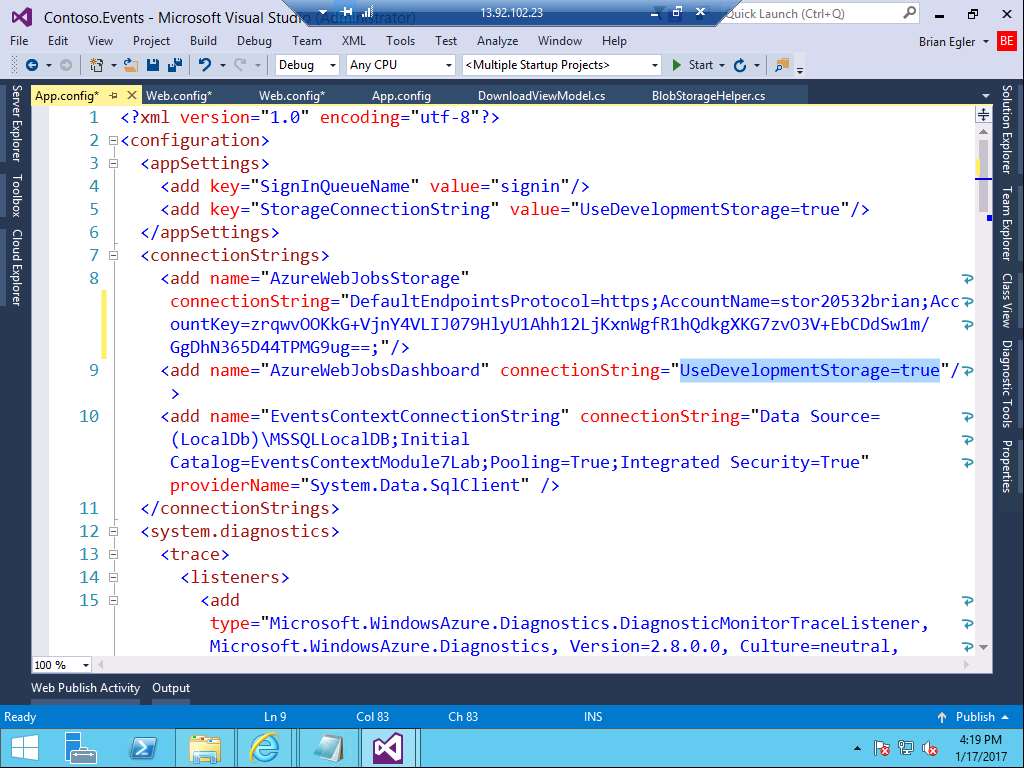 Contoso.Events - Microsoft Visual Studio (Administrator)
13.92.102.23
Quick Launch (Ctrl+Q)
File Edit View Project Build Debug Team XML Tools Test Analyze Window Help
Brian Egler
BE
Debug Any CPU <Multiple Startup Projects> Start
App.config* Web.config* Web.config* App.config DownloadViewModel.cs BlobStorageHelper.cs
Server Explorer
Toolbox
Cloud Explorer
1 <?xml version="1.0" encoding="utf-8"?>
2 <configuration>
3 <appSettings>
4 <add key="SignInQueueName" value="signin"/>
5 <add key="StorageConnectionString" value="UseDevelopmentStorage=true"/>
6 </appSettings>
7 <connectionStrings>
8 <add name="AzureWebJobsStorage"
connectionString="DefaultEndpointsProtocol=https;AccountName=stor20532brian;Acc
ountKey=zrqwvOOKkG+VjnY4VLIJ079HlyU1Ahh12LjKxnWgfR1hQdkgXKG7zvO3V+EbCDdSw1m/
GgDhN365D44TPMG9ug==;"/>
9 <add name="AzureWebJobsDashboard" connectionString="UseDevelopmentStorage=true"/
>
10 <add name="EventsContextConnectionString" connectionString="Data Source=
(LocalDb)\MSSQLLocalDB;Initial
Catalog=EventsContextModule7Lab;Pooling=True;Integrated Security=True"
providerName="System.Data.SqlClient" />
11 </connectionStrings>
12 <system.diagnostics>
13 <trace>
14 <listeners>
15 <add
type="Microsoft.WindowsAzure.Diagnostics.DiagnosticMonitorTraceListener,
Microsoft.WindowsAzure.Diagnostics, Version=2.8.0.0, Culture=neutral,
Solution Explorer
Team Explorer
Class View
Diagnostic Tools
Properties
100 %
Web Publish Activity Output
Ready Ln 9 Col 83 Ch 83 INS Publish
4:19 PM
1/17/2017